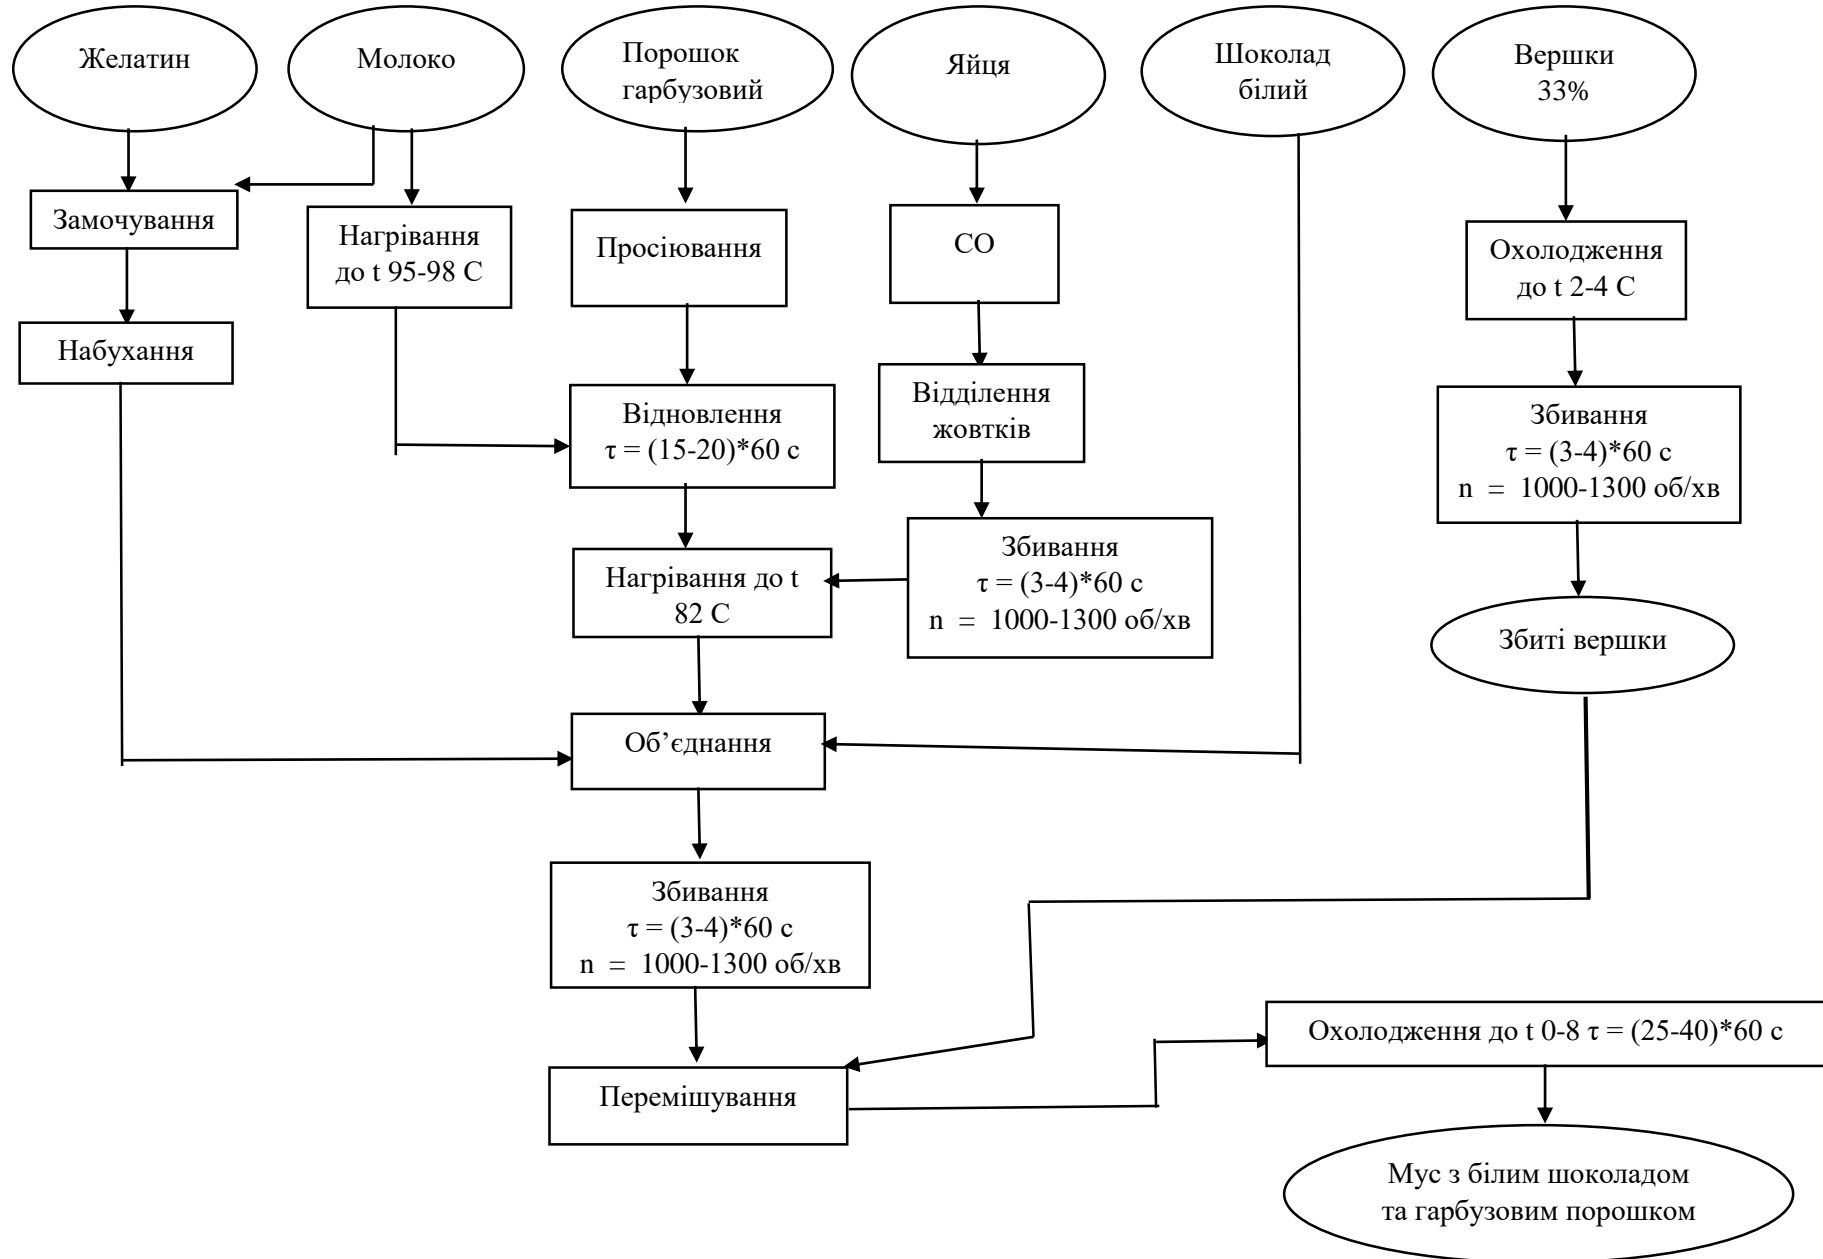 Желатин
Молоко
Порошок
гарбузовий
Яйця
Шоколад
білий
Вершки
33%
Замочування
Нагрівання
до t 95-98 С
Просіювання
СО
Охолодження
до t 2-4 С
Набухання
Відновлення
τ = (15-20)*60 с
Відділення
жовтків
Збивання
τ = (3-4)*60 с
n = 1000-1300 об/хв
Нагрівання до t
82 С
Збивання
τ = (3-4)*60 с
n = 1000-1300 об/хв
Збиті вершки
Об’єднання
Збивання
τ = (3-4)*60 с
n = 1000-1300 об/хв
Охолодження до t 0-8 τ = (25-40)*60 с
Перемішування
Мус з білим шоколадом
та гарбузовим порошком